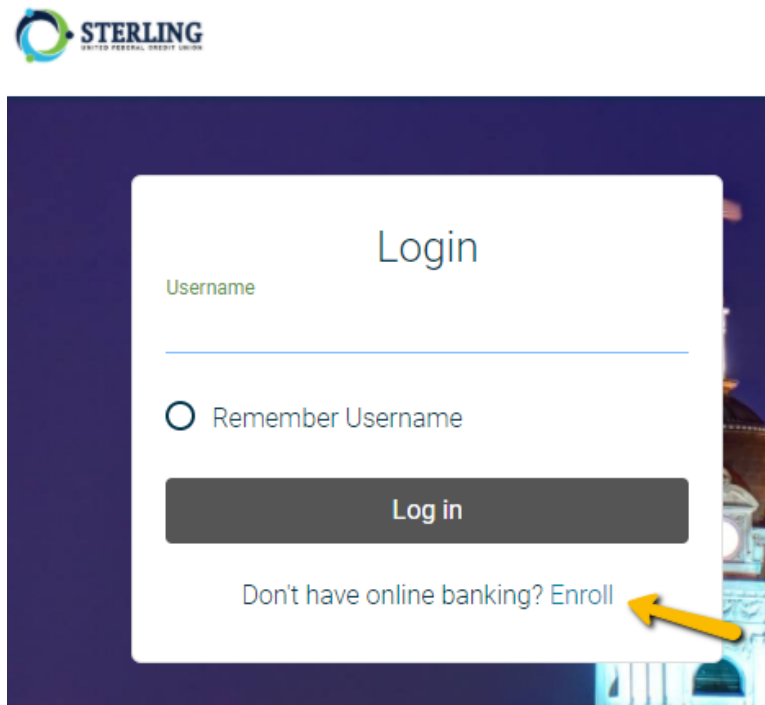 STERLING
UNITED FEDERAL CREDIT UNION
Login
Username
Remember Username
Log in
Don't have online banking? Enroll